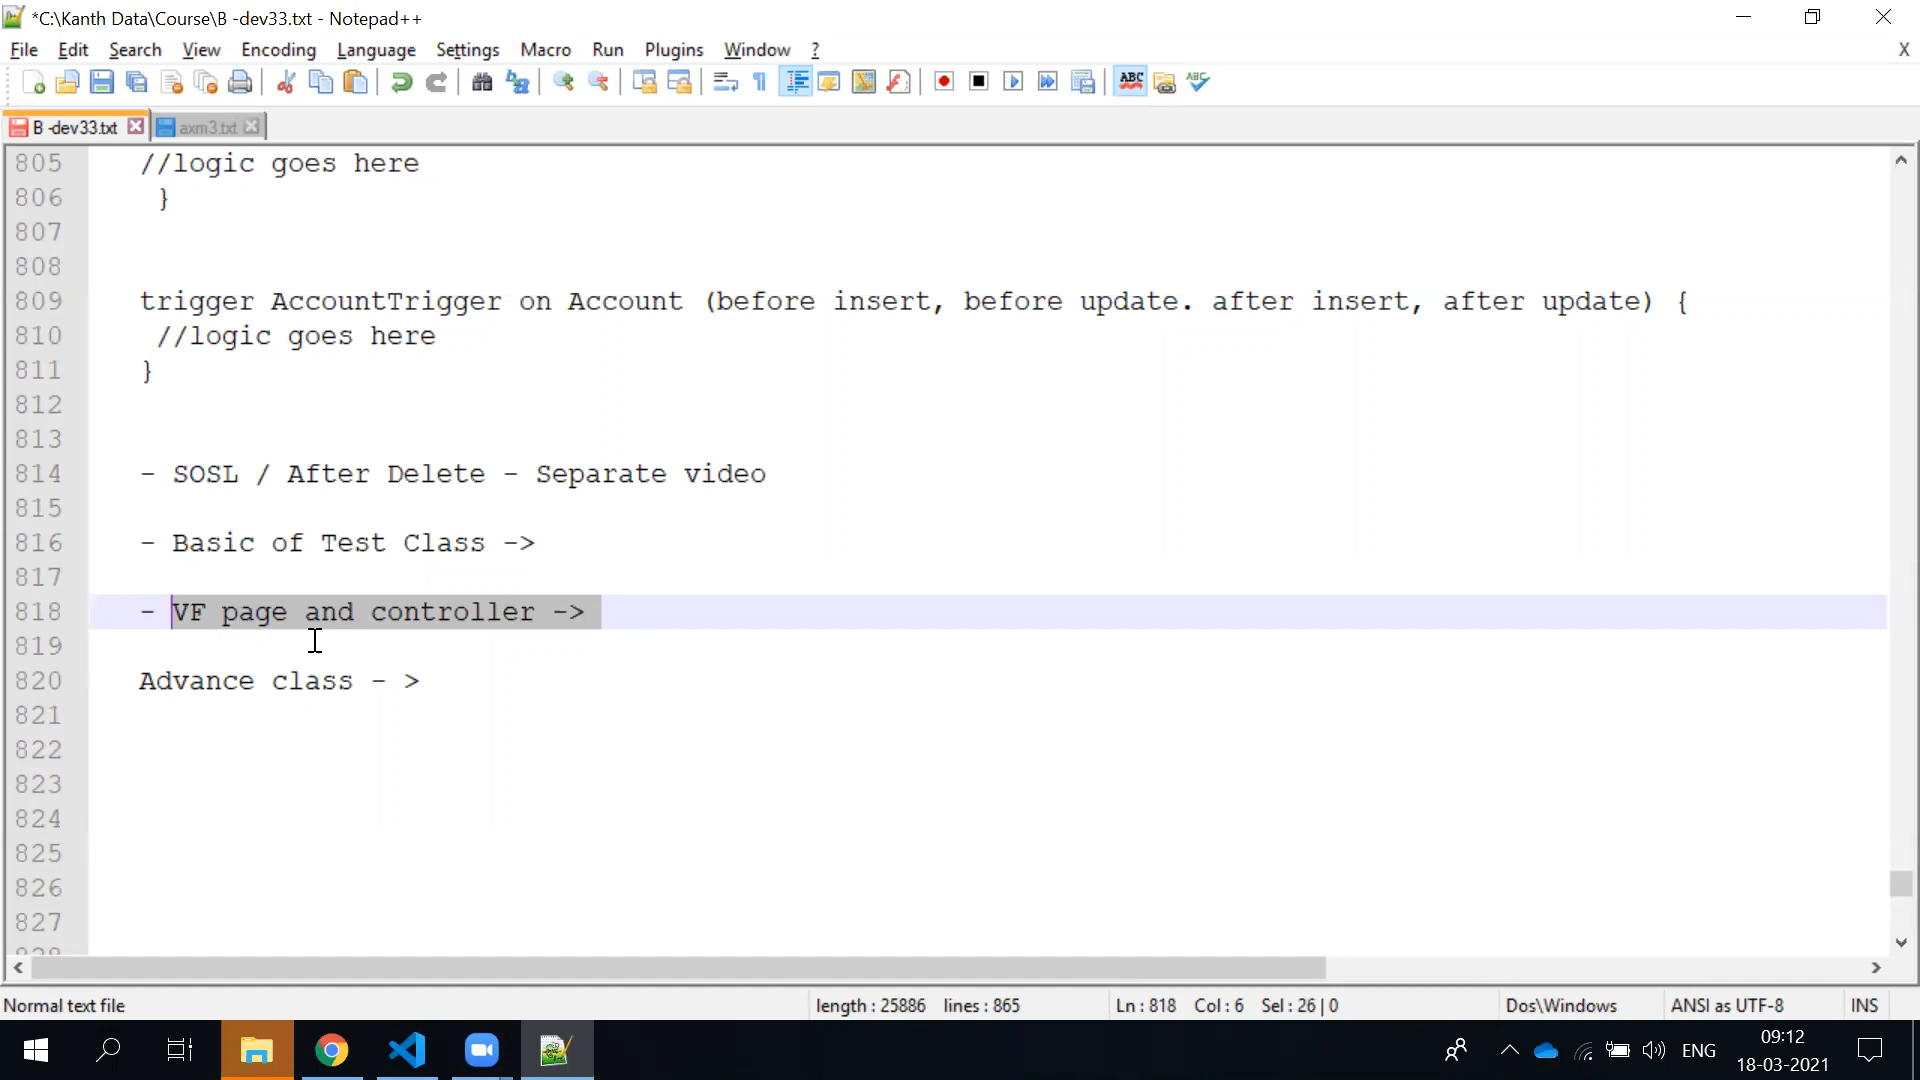 *C:\Kanth Data\Course\B -dev33.txt - Notepad++
File Edit Search View Encoding Language Settings Macro Run Plugins Window ? X
B -dev33.txt axm3.txt
805 //logic goes here
806 }
807
808
809 trigger AccountTrigger on Account (before insert, before update. after insert, after update) {
810 //logic goes here
811 }
812
813
814 - SOSL / After Delete - Separate video
815
816 - Basic of Test Class ->
817
818 - VF page and controller ->
819
820 Advance class - >
821
822
823
824
825
826
827
828
Normal text file length : 25886 lines : 865 Ln : 818 Col : 6 Sel : 26 | 0 Dos\Windows ANSI as UTF-8 INS
ENG 09:12
18-03-2021